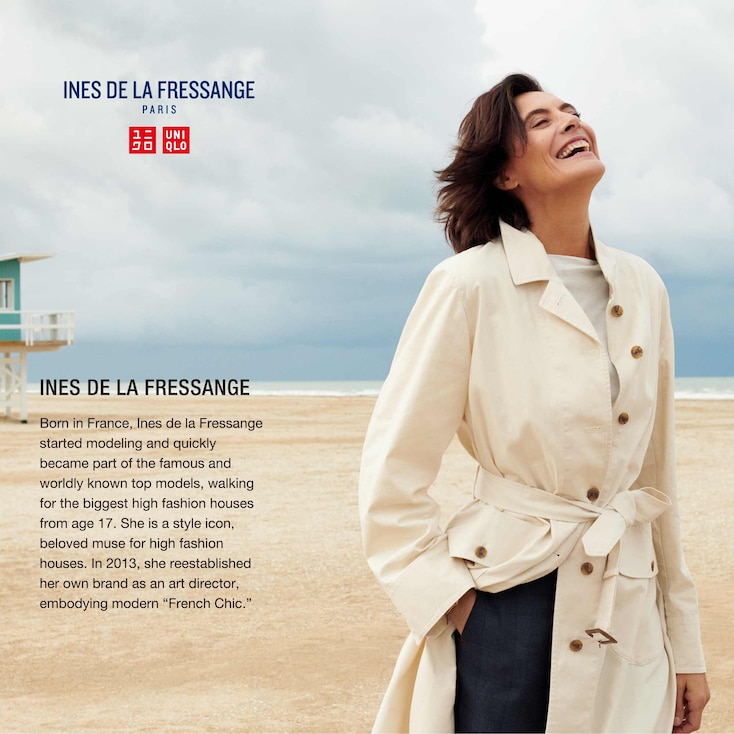 INES DE LA FRESSANGE
PARIS
ユニ
クロ
UNI
QLO
INES DE LA FRESSANGE
Born in France, Ines de la Fressange
started modeling and quickly
became part of the famous and
worldly known top models, walking
for the biggest high fashion houses
from age 17. She is a style icon,
beloved muse for high fashion
houses. In 2013, she reestablished
her own brand as an art director,
embodying modern “French Chic.”